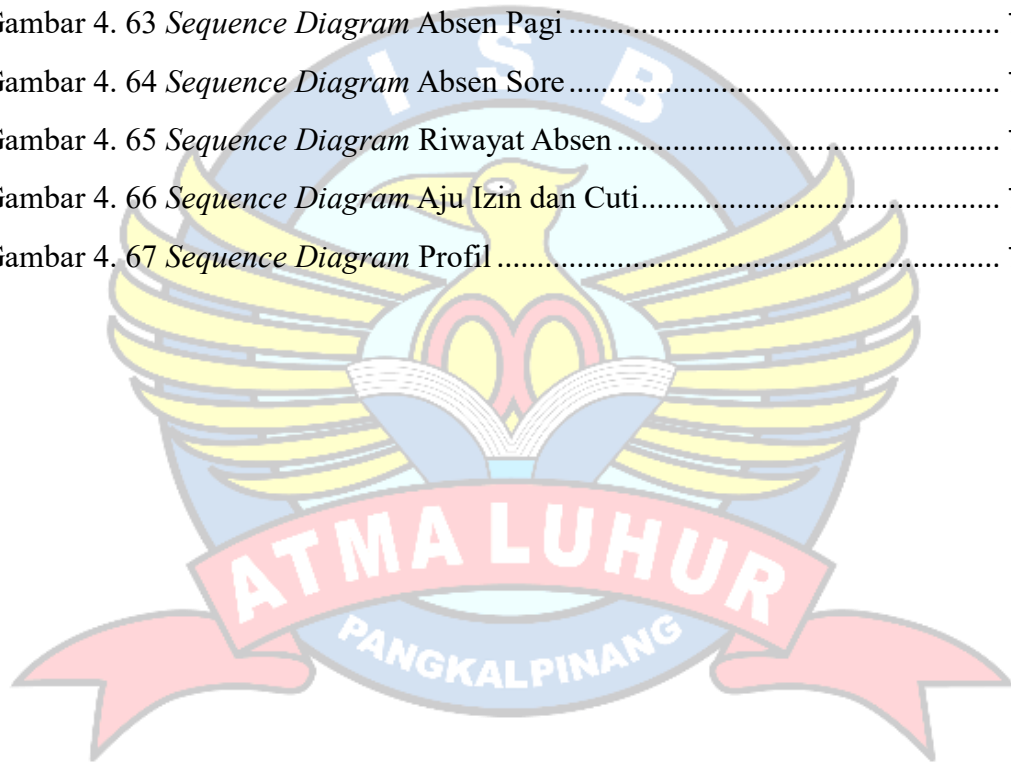 Gambar 4. 63 Sequence Diagram Absen Pagi ......................................................
Gambar 4. 64 Sequence Diagram Absen Sore ......................................................
Gambar 4. 65 Sequence Diagram Riwayat Absen ................................................
Gambar 4. 66 Sequence Diagram Aju Izin dan Cuti.............................................
Gambar 4. 67 Sequence Diagram Profil ...............................................................
I S B
ATMA LUHUR
PANGKALPINANG